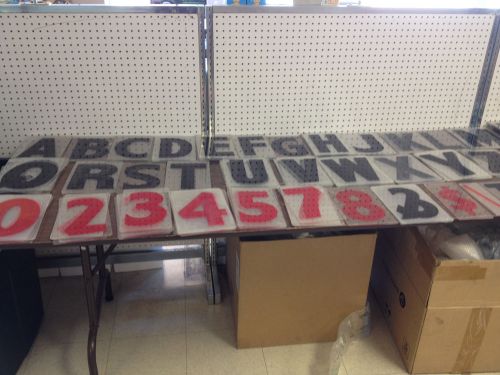 A B C D E F G H J K L
Q R S T U V W X Y Z
0 2 3 4 5 7 8 & $